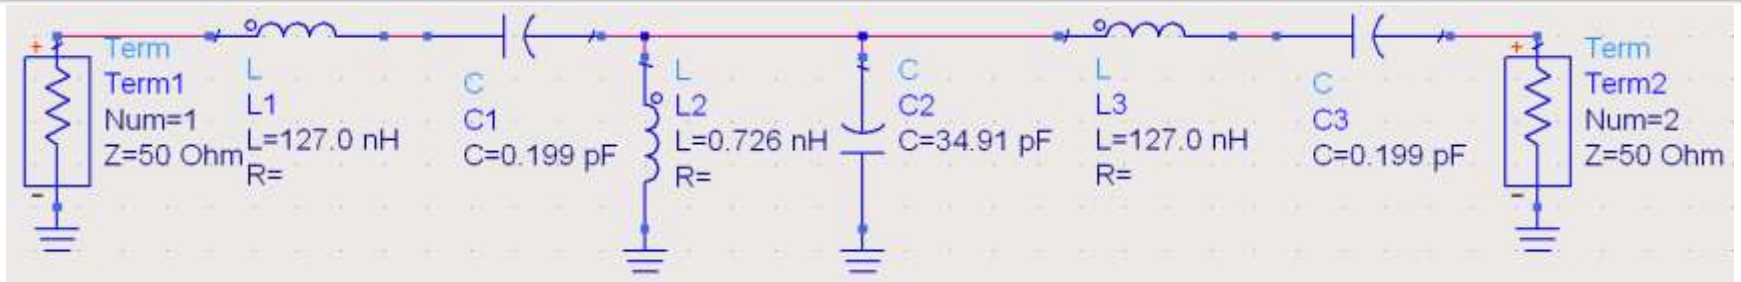 +
Term
Term1
Num=1
Z=50 Ohm
-
L
L1
L=127.0 nH
R=
C
C1
C=0.199 pF
L
L2
L=0.726 nH
R=
C
C2
C=34.91 pF
L
L3
L=127.0 nH
R=
C
C3
C=0.199 pF
+
Term
Term2
Num=2
Z=50 Ohm
-